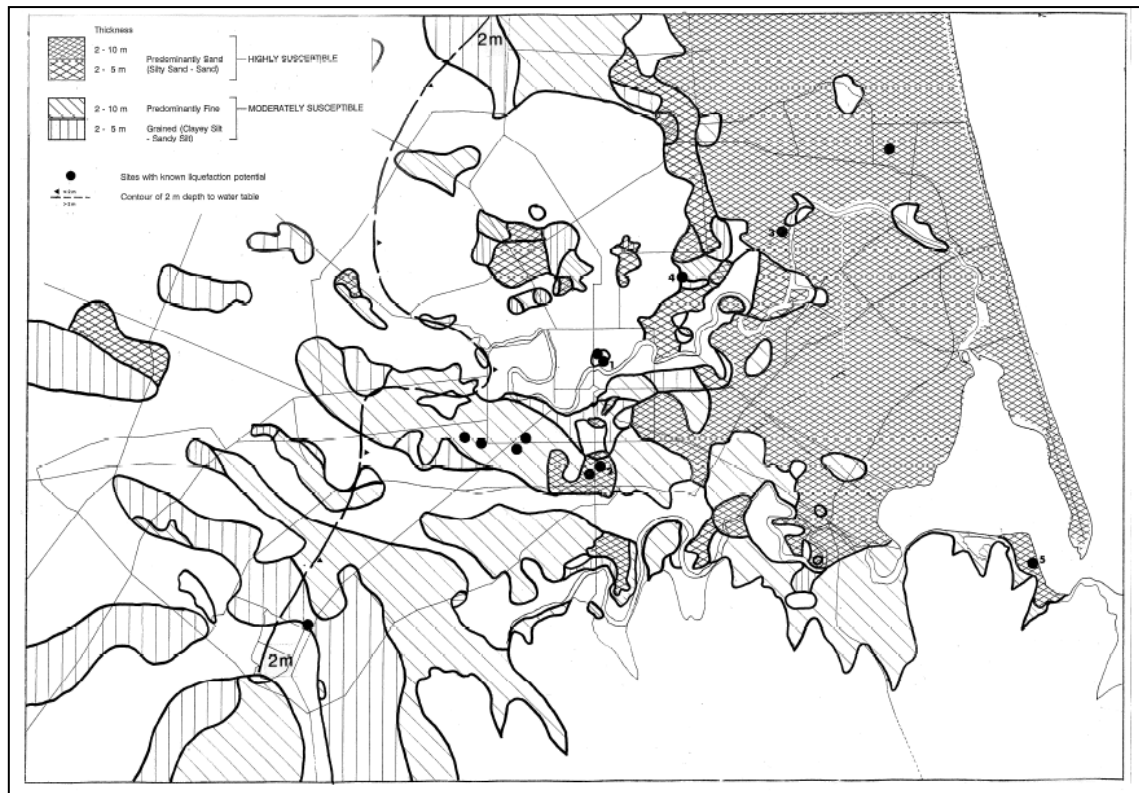 Thickness
2 - 10 m
2 - 5 m
Predominantly Sand
(Silty Sand - Sand)
HIGHLY SUSCEPTIBLE
2 - 10 m
2 - 5 m
Predominantly Fine
Grained (Clayey Silt
- Sandy Silt)
MODERATELY SUSCEPTIBLE
Sites with known liquefaction potential
Contour of 2 m depth to water table
2m
3
4
1
5
2m